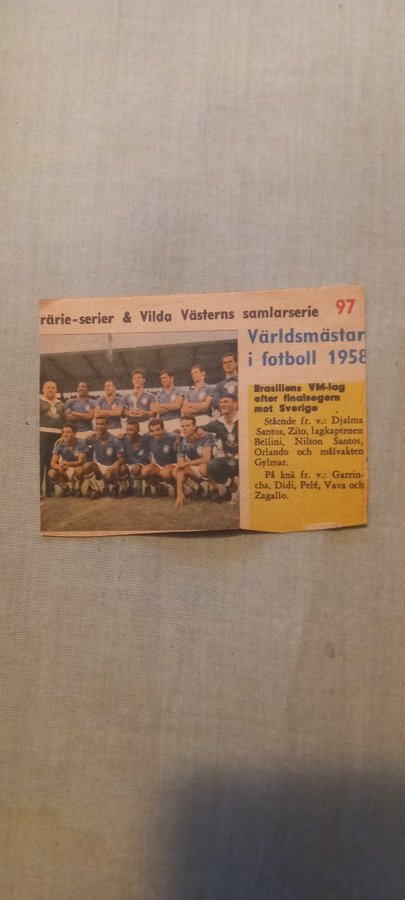 rärie-serier & Vilda Västerns samlarserie 97
Världsmästar
i fotboll 1958
Brasiliens VM-lag
efter finalsegern
mot Sverige
Stående fr. v.: Djalma
Santos, Zito, lagkaptenen
Bellini, Nilton Santos,
Orlando och målvakten
Gylmar.
På knä fr. v.: Garrin-
cha, Didi, Pelé, Vava och
Zagallo.